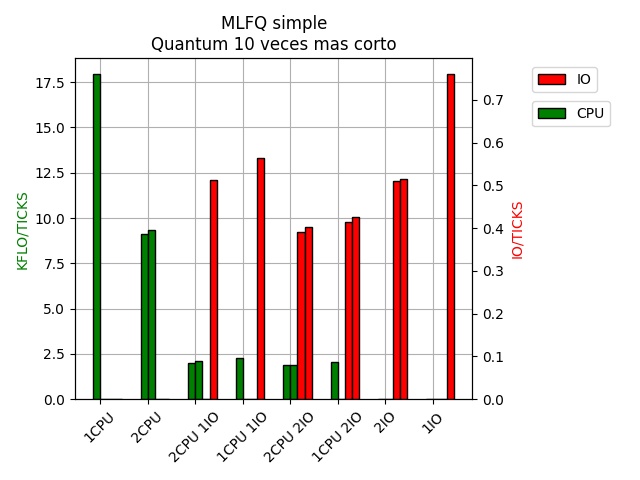 MLFQ simple
Quantum 10 veces mas corto
KFLO/TICKS
17.5
15.0
12.5
10.0
7.5
5.0
2.5
0.0
1CPU
2CPU
2CPU 1IO
1CPU 1IO
2CPU 2IO
1CPU 2IO
2IO
1IO
0.7
0.6
0.5
0.4
0.3
0.2
0.1
0.0
IO/TICKS
IO
CPU